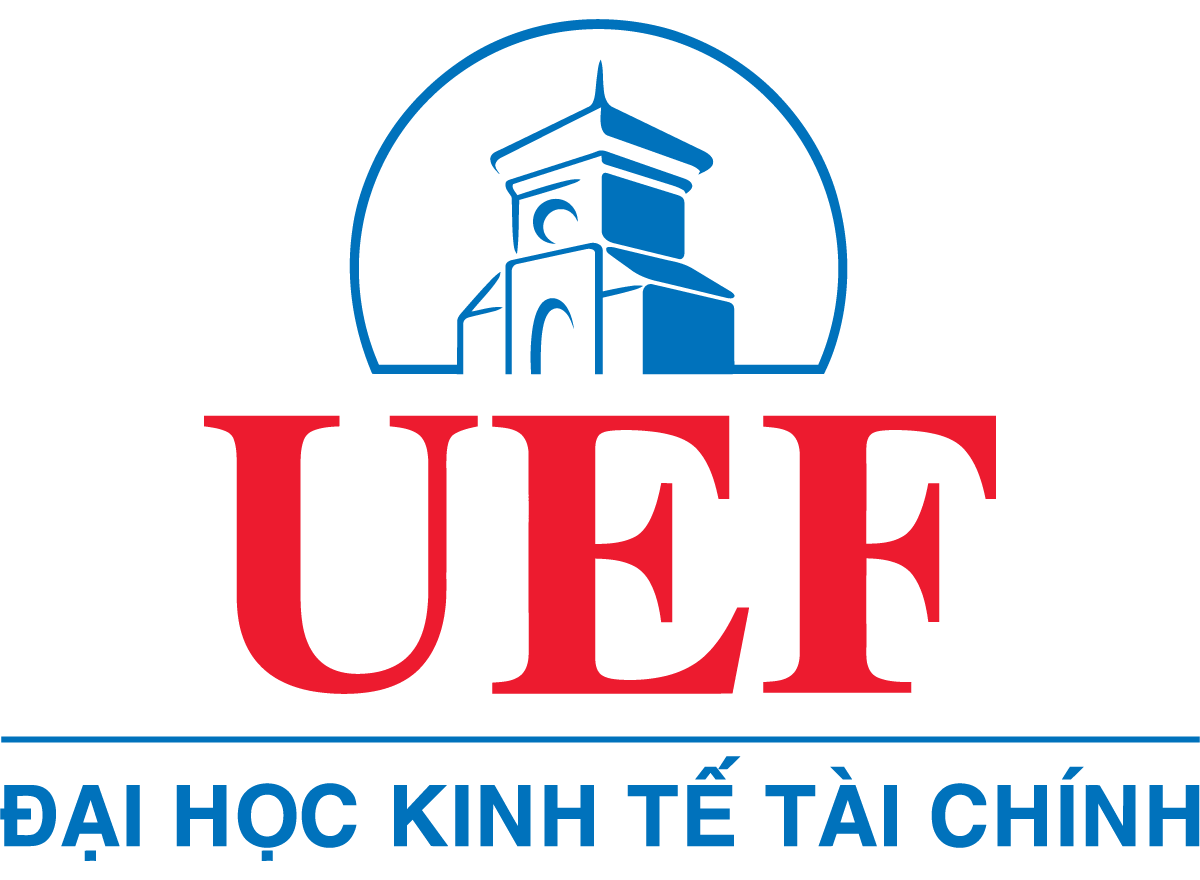 UEF
ĐẠI HỌC KINH TẾ TÀI CHÍNH